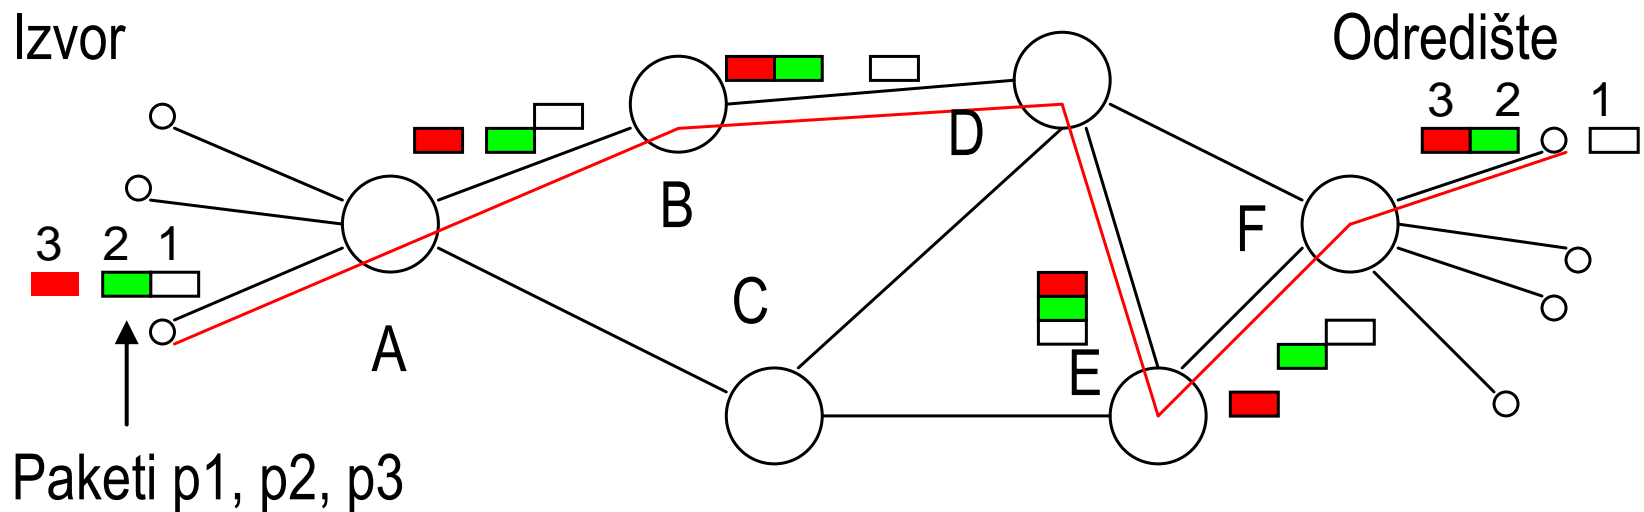 Izvor
Odredište
3 2 1
D
B
F
3 2 1
C
A
E
Paketi p1, p2, p3